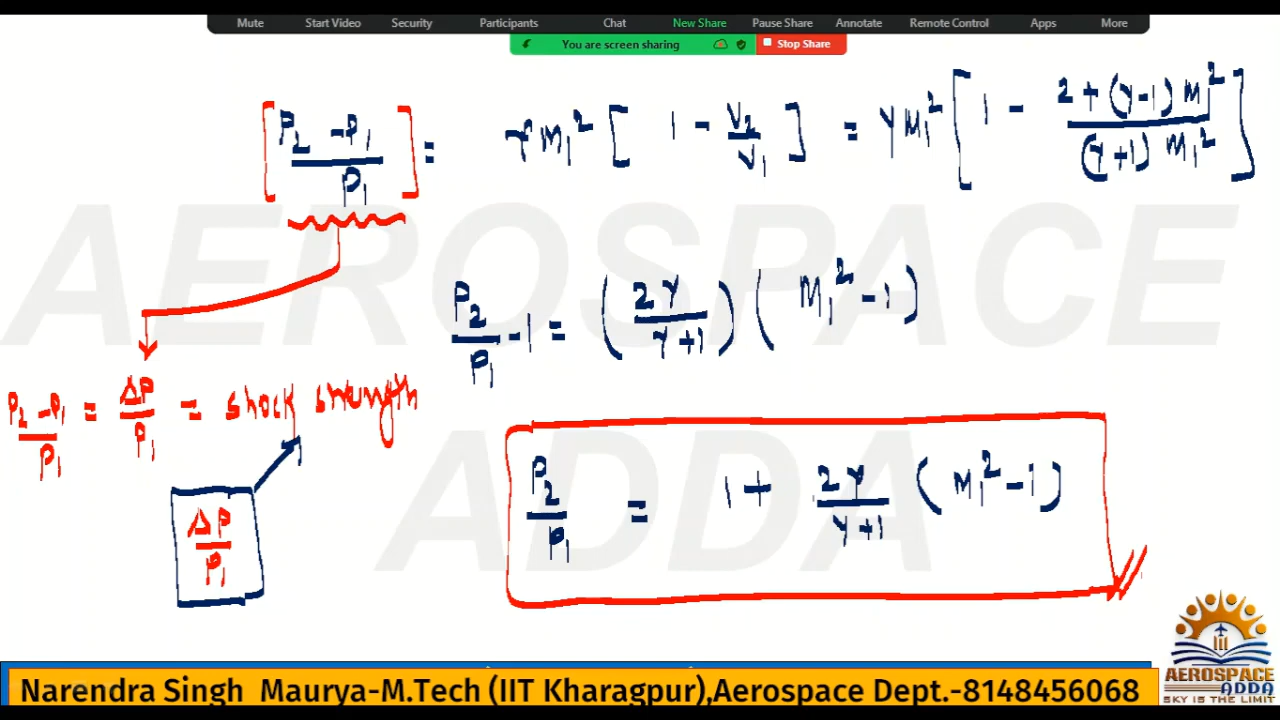 Mute Start Video Security Participants Chat New Share Pause Share Annotate Remote Control Apps More
You are screen sharing Stop Share
[P₂ - P₁ / P₁] = γM₁² [1 - V₂/V₁] = γM₁² [1 - (2 + (γ-1) M₁²) / ((γ+1) M₁²)]
P₂/P₁ - 1 = (2γ/(γ+1)) (M₁² - 1)
P₂ - P₁ / P₁ = ΔP/P₁ = shock strength
P₂/P₁ = 1 + 2γ/(γ+1) (M₁² - 1)
ΔP/P₁
AEROSPACE
ADDA
AEROSPACE
ADDA
SKY IS THE LIMIT
Narendra Singh Maurya-M.Tech (IIT Kharagpur),Aerospace Dept.-8148456068